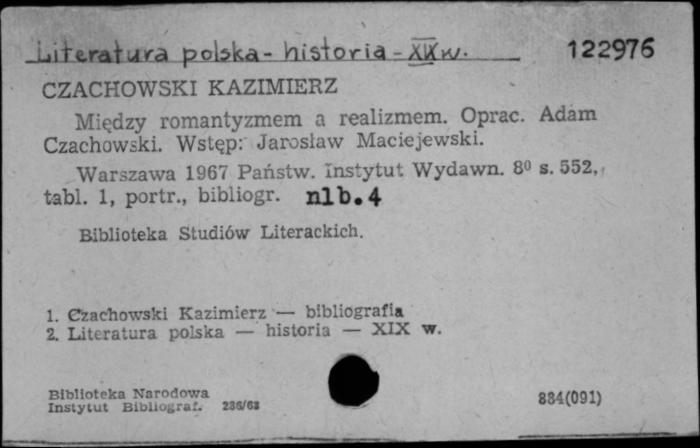 Literatura polska - historia - XIX w. 122976
CZACHOWSKI KAZIMIERZ
Między romantyzmem a realizmem. Oprac. Adam
Czachowski. Wstęp: Jarosław Maciejewski.
Warszawa 1967 Państw. Instytut Wydawn. 8⁰ s. 552,
tabl. 1, portr., bibliogr. nlb. 4
Biblioteka Studiów Literackich.
1. Czachowski Kazimierz — bibliografia
2. Literatura polska — historia — XIX w.
Biblioteka Narodowa
Instytut Bibliograf. 236/68 884(091)